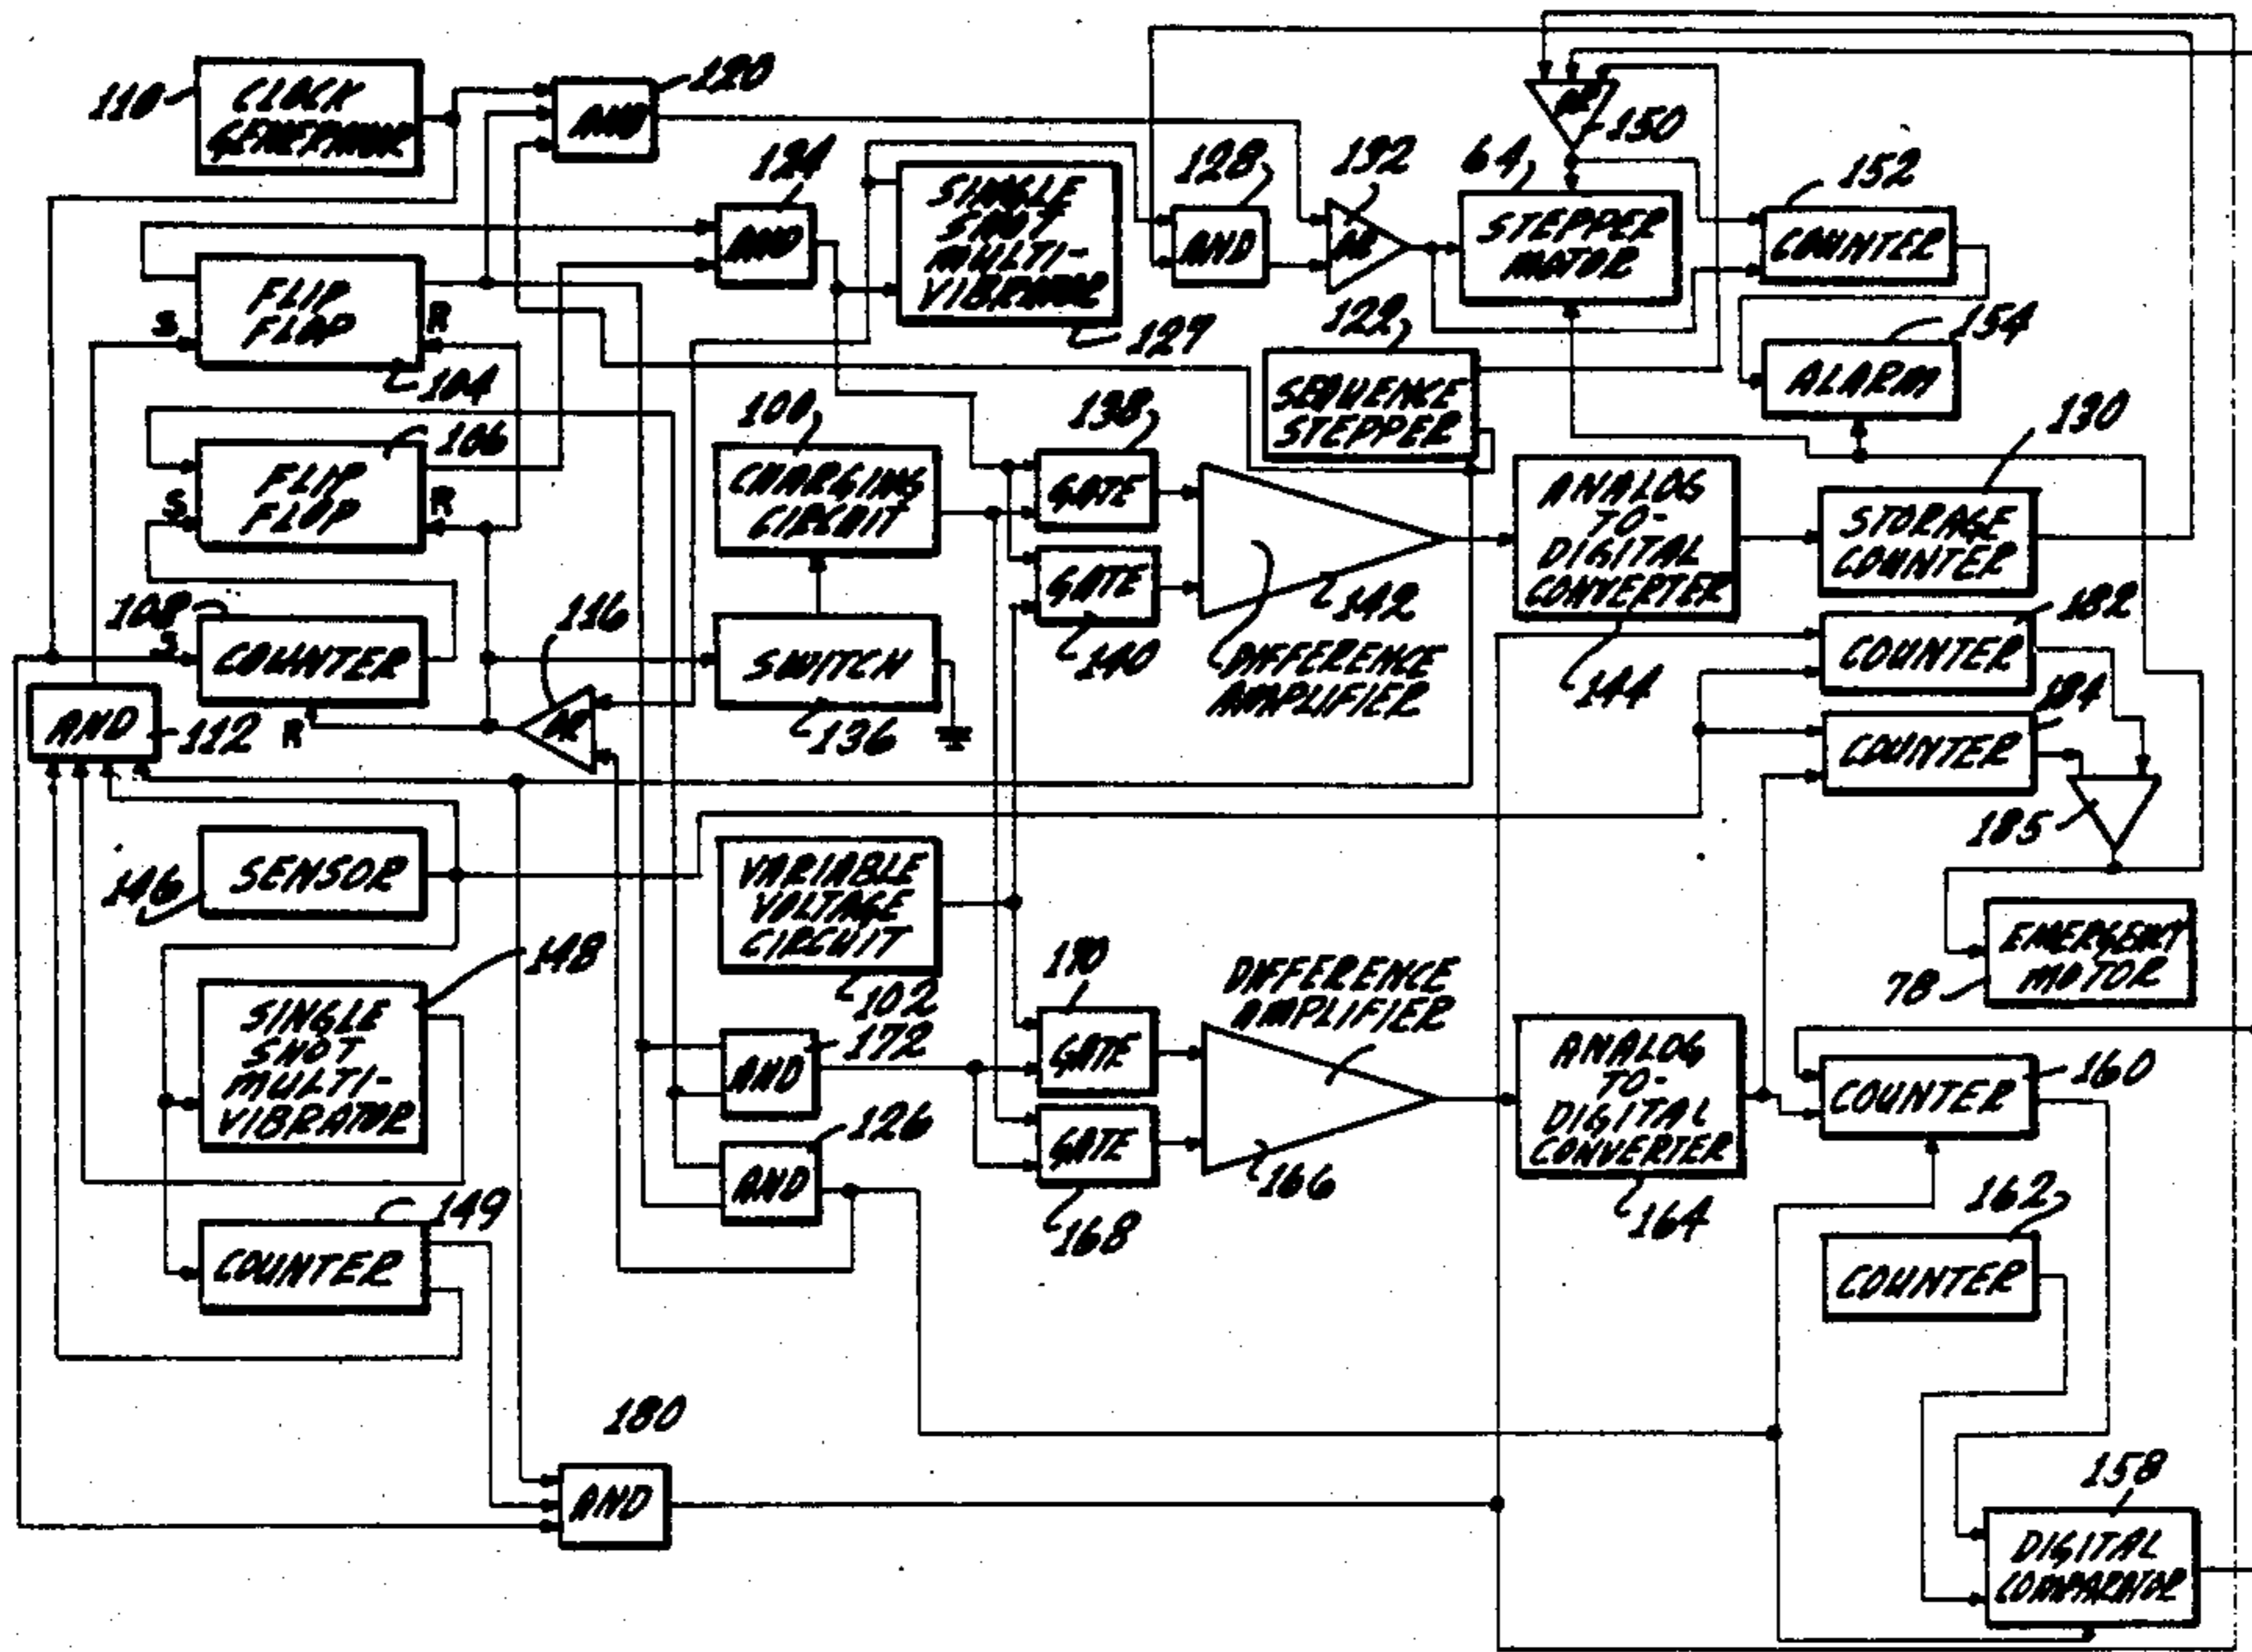 110
CLOCK
GENERATOR
AND
120
124
AND
SINGLE
SHOT
MULTI-
VIBRATOR
127
128
AND
132
OR
64
STEPPER
MOTOR
OR
150
152
COUNTER
154
ALARM
FLIP
FLOP
S
R
104
106
FLIP
FLOP
S
R
100
CHARGING
CIRCUIT
122
SEQUENCE
STEPPER
138
GATE
GATE
140
142
DIFFERENCE
AMPLIFIER
ANALOG
TO-
DIGITAL
CONVERTER
144
130
STORAGE
COUNTER
108
S
COUNTER
R
AND
112
116
OR
SWITCH
136
182
COUNTER
184
COUNTER
185
SENSOR
146
VARIABLE
VOLTAGE
CIRCUIT
102
EMERGENCY
MOTOR
78
148
SINGLE
SHOT
MULTI-
VIBRATOR
AND
172
AND
126
170
GATE
GATE
168
DIFFERENCE
AMPLIFIER
166
ANALOG
TO-
DIGITAL
CONVERTER
164
COUNTER
160
162
COUNTER
149
COUNTER
180
AND
158
DIGITAL
COMPARATOR